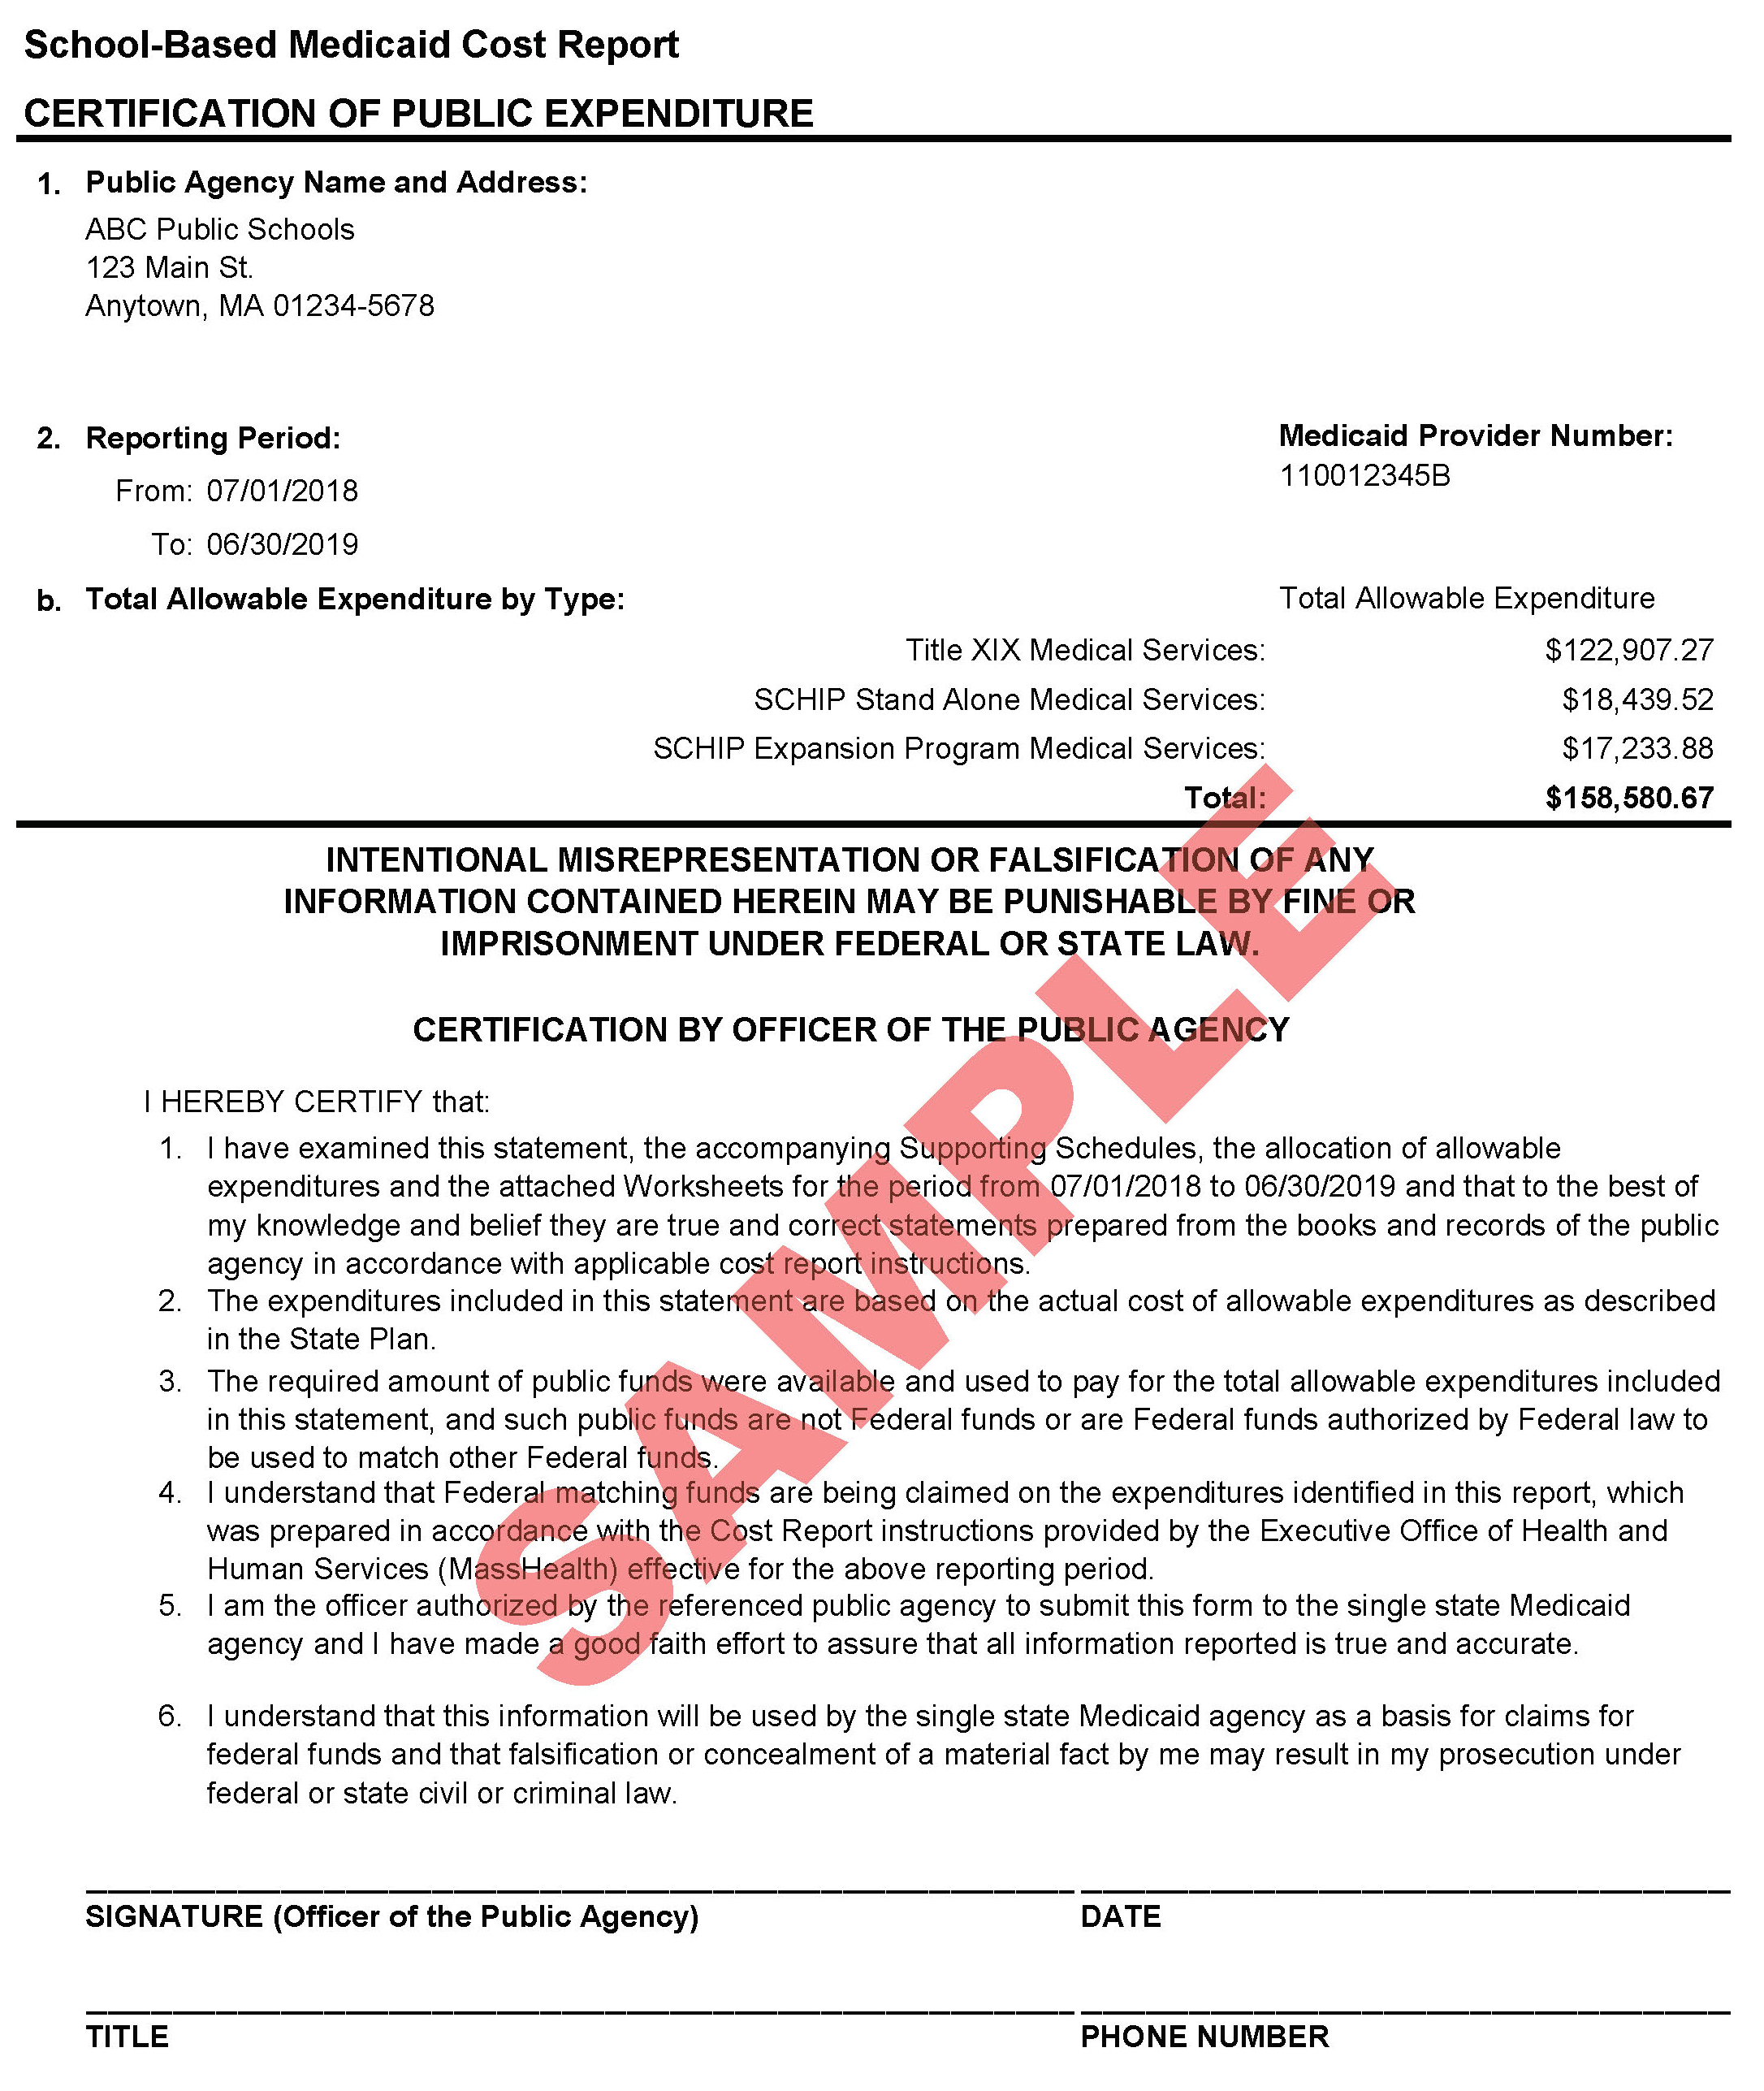 School-Based Medicaid Cost Report
CERTIFICATION OF PUBLIC EXPENDITURE
1. Public Agency Name and Address:
ABC Public Schools
123 Main St.
Anytown, MA 01234-5678
2. Reporting Period:
Medicaid Provider Number:
110012345B
From: 07/01/2018
To: 06/30/2019
b. Total Allowable Expenditure by Type: Total Allowable Expenditure
Title XIX Medical Services: $122,907.27
SCHIP Stand Alone Medical Services: $18,439.52
SCHIP Expansion Program Medical Services: $17,233.88
Total: $158,580.67
INTENTIONAL MISREPRESENTATION OR FALSIFICATION OF ANY
INFORMATION CONTAINED HEREIN MAY BE PUNISHABLE BY FINE OR
IMPRISONMENT UNDER FEDERAL OR STATE LAW.
CERTIFICATION BY OFFICER OF THE PUBLIC AGENCY
I HEREBY CERTIFY that:
1. I have examined this statement, the accompanying Supporting Schedules, the allocation of allowable
expenditures and the attached Worksheets for the period from 07/01/2018 to 06/30/2019 and that to the best of
my knowledge and belief they are true and correct statements prepared from the books and records of the public
agency in accordance with applicable cost report instructions.
2. The expenditures included in this statement are based on the actual cost of allowable expenditures as described
in the State Plan.
3. The required amount of public funds were available and used to pay for the total allowable expenditures included
in this statement, and such public funds are not Federal funds or are Federal funds authorized by Federal law to
be used to match other Federal funds.
4. I understand that Federal matching funds are being claimed on the expenditures identified in this report, which
was prepared in accordance with the Cost Report instructions provided by the Executive Office of Health and
Human Services (MassHealth) effective for the above reporting period.
5. I am the officer authorized by the referenced public agency to submit this form to the single state Medicaid
agency and I have made a good faith effort to assure that all information reported is true and accurate.
6. I understand that this information will be used by the single state Medicaid agency as a basis for claims for
federal funds and that falsification or concealment of a material fact by me may result in my prosecution under
federal or state civil or criminal law.
SIGNATURE (Officer of the Public Agency) DATE
TITLE PHONE NUMBER
SAMPLE